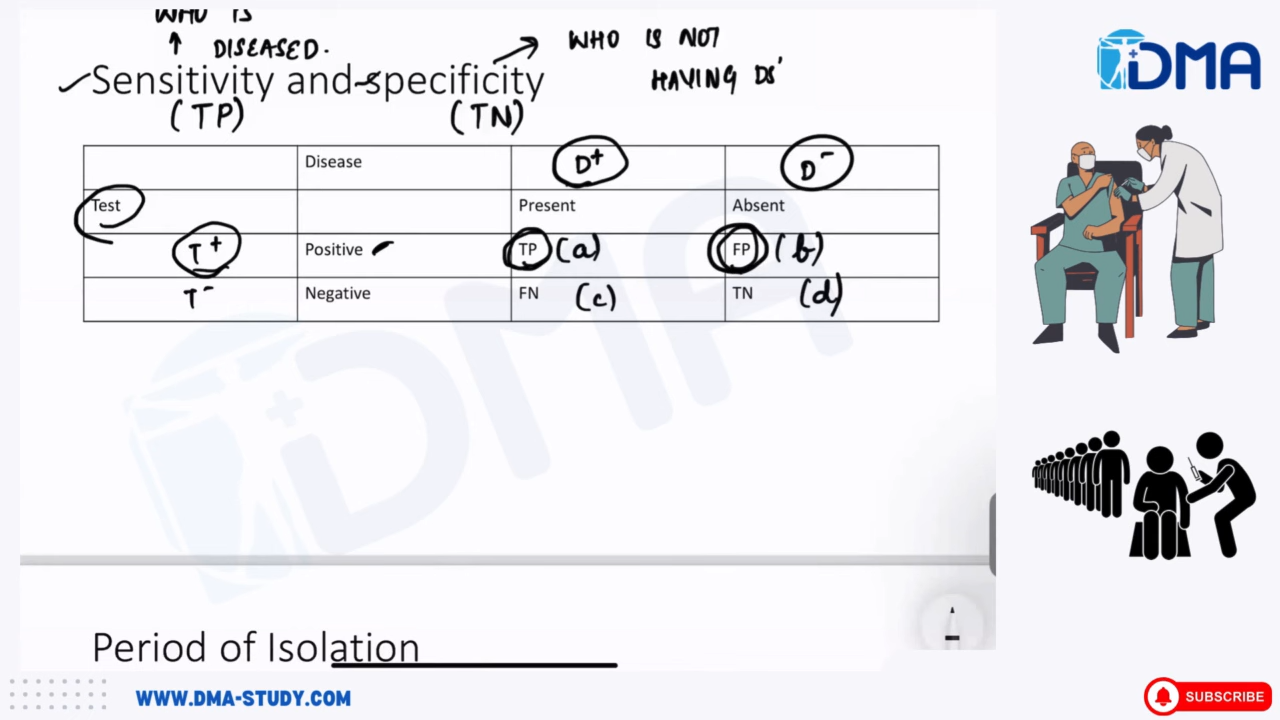 WHO IS
DISEASED.
WHO IS NOT
HAVING DS'
Sensitivity and specificity
(TP) (TN)
Disease D+ D-
Test Present Absent
T+ Positive TP (a) FP (b)
T- Negative FN (c) TN (d)
Period of Isolation
DMA
DMA
WWW.DMA-STUDY.COM
SUBSCRIBE